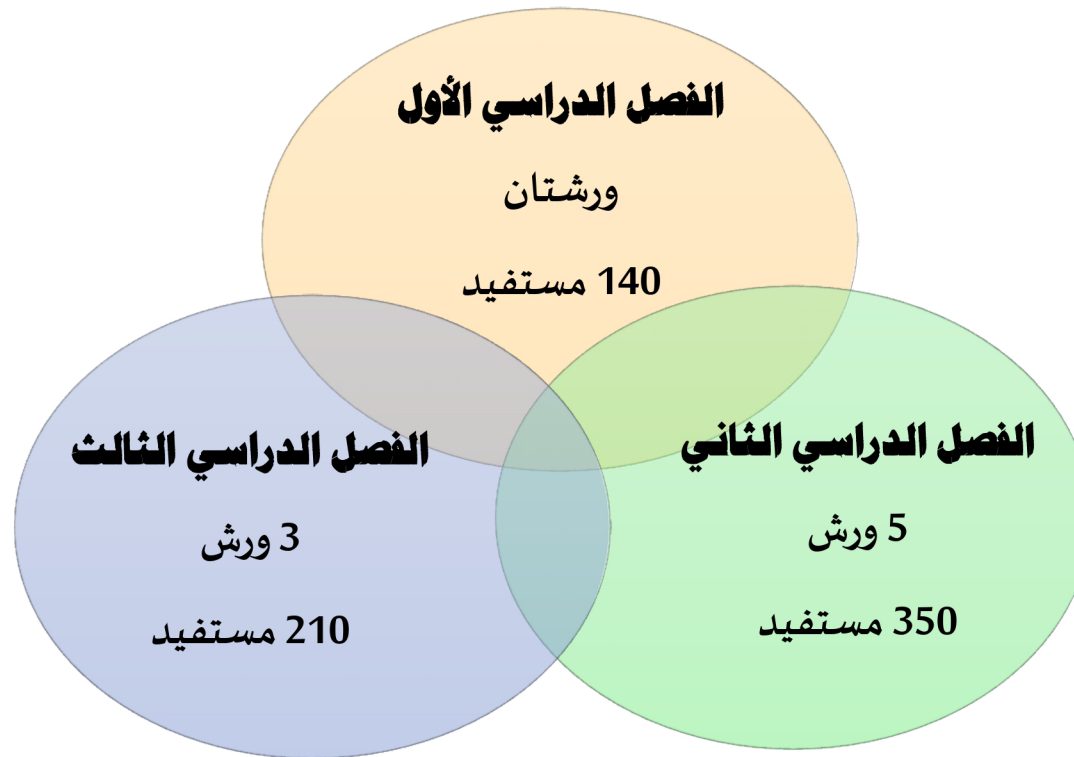 الفصل الدراسي الأول
ورشتان
140 مستفيد
الفصل الدراسي الثاني
5 ورش
350 مستفيد
الفصل الدراسي الثالث
3 ورش
210 مستفيد